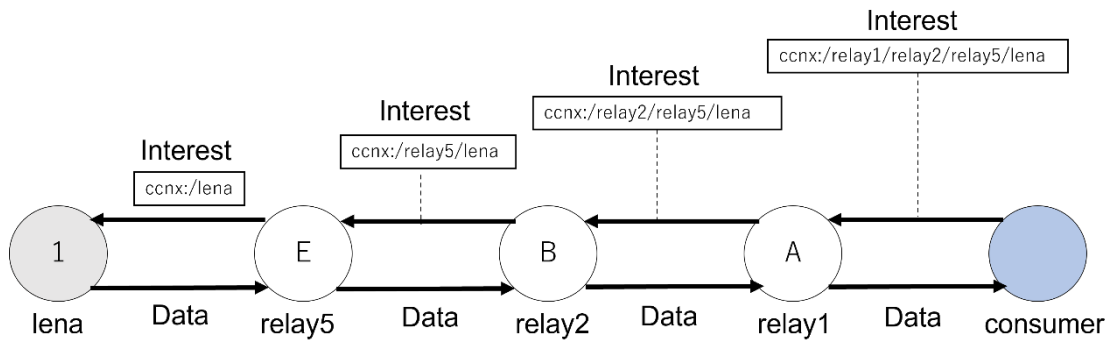 Interest
ccnx:/relay1/relay2/relay5/lena
Interest
ccnx:/relay2/relay5/lena
Interest
ccnx:/relay5/lena
Interest
ccnx:/lena
1
E
B
A
lena
Data
relay5
Data
relay2
Data
relay1
Data
consumer